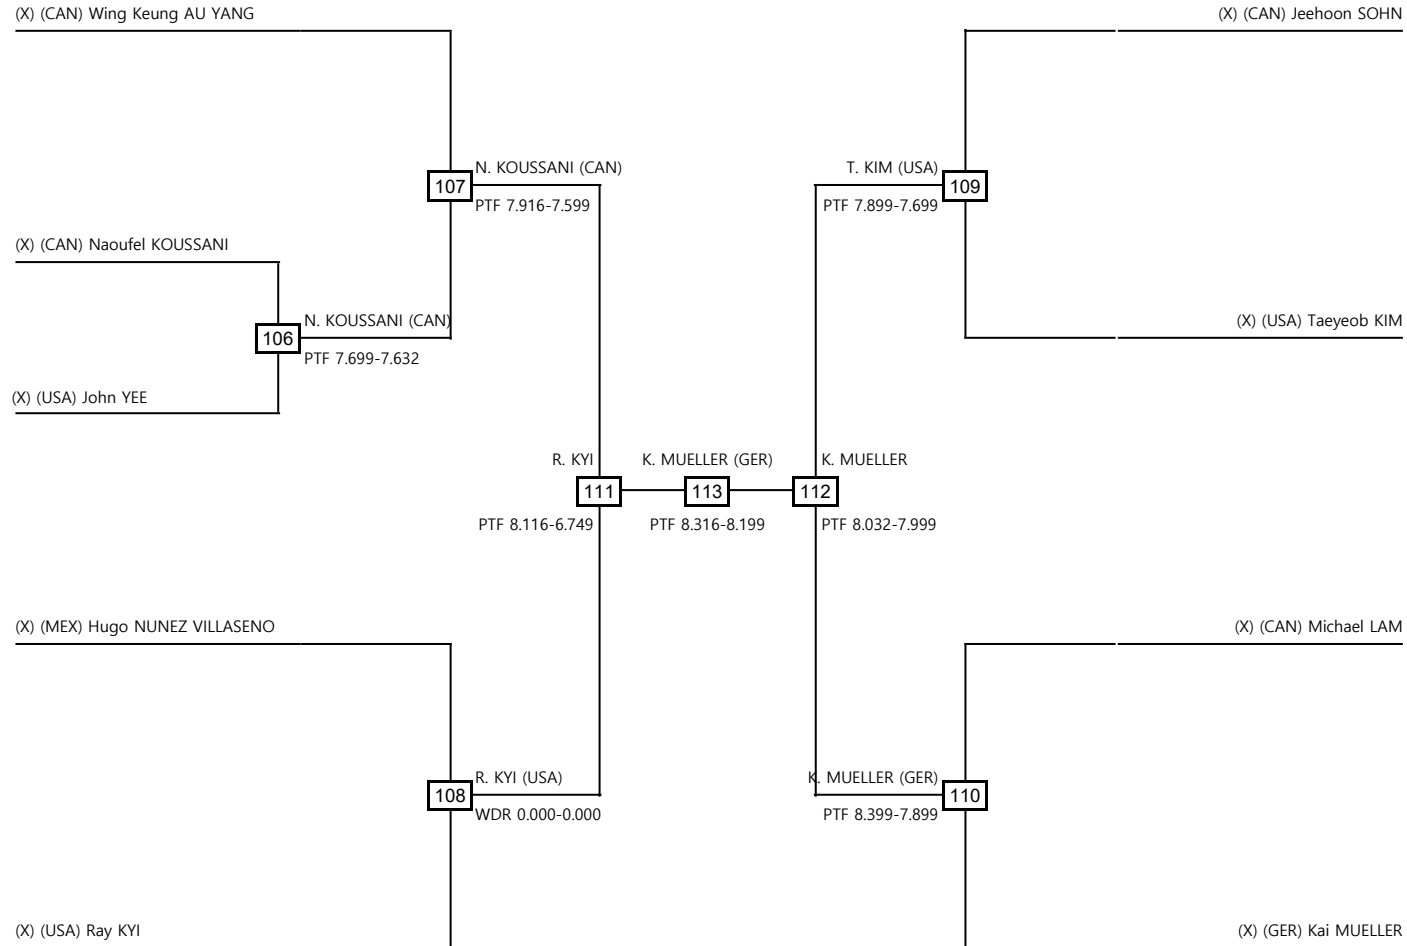 (X) (CAN) Wing Keung AU YANG
(X) (CAN) Jeehoon SOHN
N. KOUSSANI (CAN)
107
PTF 7.916-7.599
T. KIM (USA)
109
PTF 7.899-7.699
(X) (CAN) Naoufel KOUSSANI
N. KOUSSANI (CAN)
106
PTF 7.699-7.632
(X) (USA) Taeyeob KIM
(X) (USA) John YEE
R. KYI
111
PTF 8.116-6.749
K. MUELLER (GER)
113
PTF 8.316-8.199
K. MUELLER
112
PTF 8.032-7.999
(X) (MEX) Hugo NUNEZ VILLASENO
(X) (CAN) Michael LAM
R. KYI (USA)
108
WDR 0.000-0.000
K. MUELLER (GER)
110
PTF 8.399-7.899
(X) (USA) Ray KYI
(X) (GER) Kai MUELLER